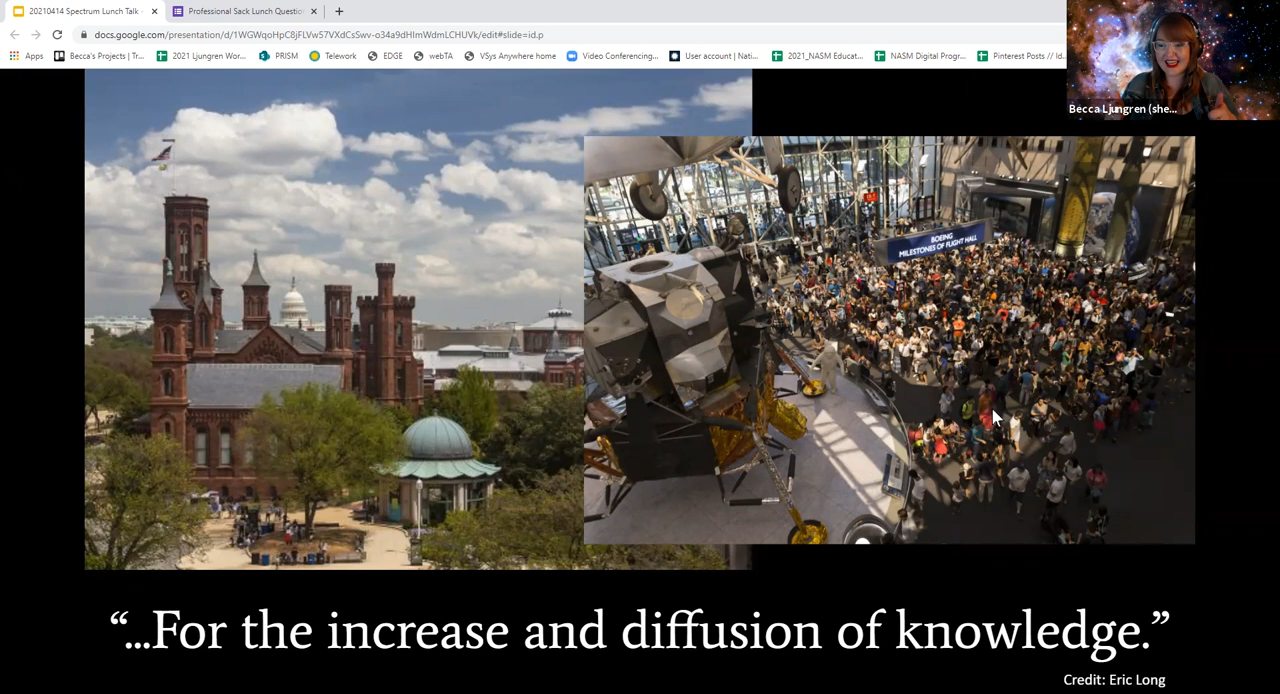 20210414 Spectrum Lunch Talk -
Professional Sack Lunch Questio
docs.google.com/presentation/d/1WGWqoHpC8jFLVw57VXdCsSwv-o34a9dHImWdmLCHUVk/edit#slide=id.p
Apps
Becca's Projects | Tr...
2021 Ljungren Wor...
PRISM
Telework
EDGE
webTA
VSys Anywhere home
Video Conferencing...
User account | Nati...
2021_NASM Educat...
NASM Digital Progr...
Pinterest Posts // Id...
Becca Ljungren (she...
BOEING
MILESTONES OF FLIGHT HALL
“...For the increase and diffusion of knowledge.”
Credit: Eric Long